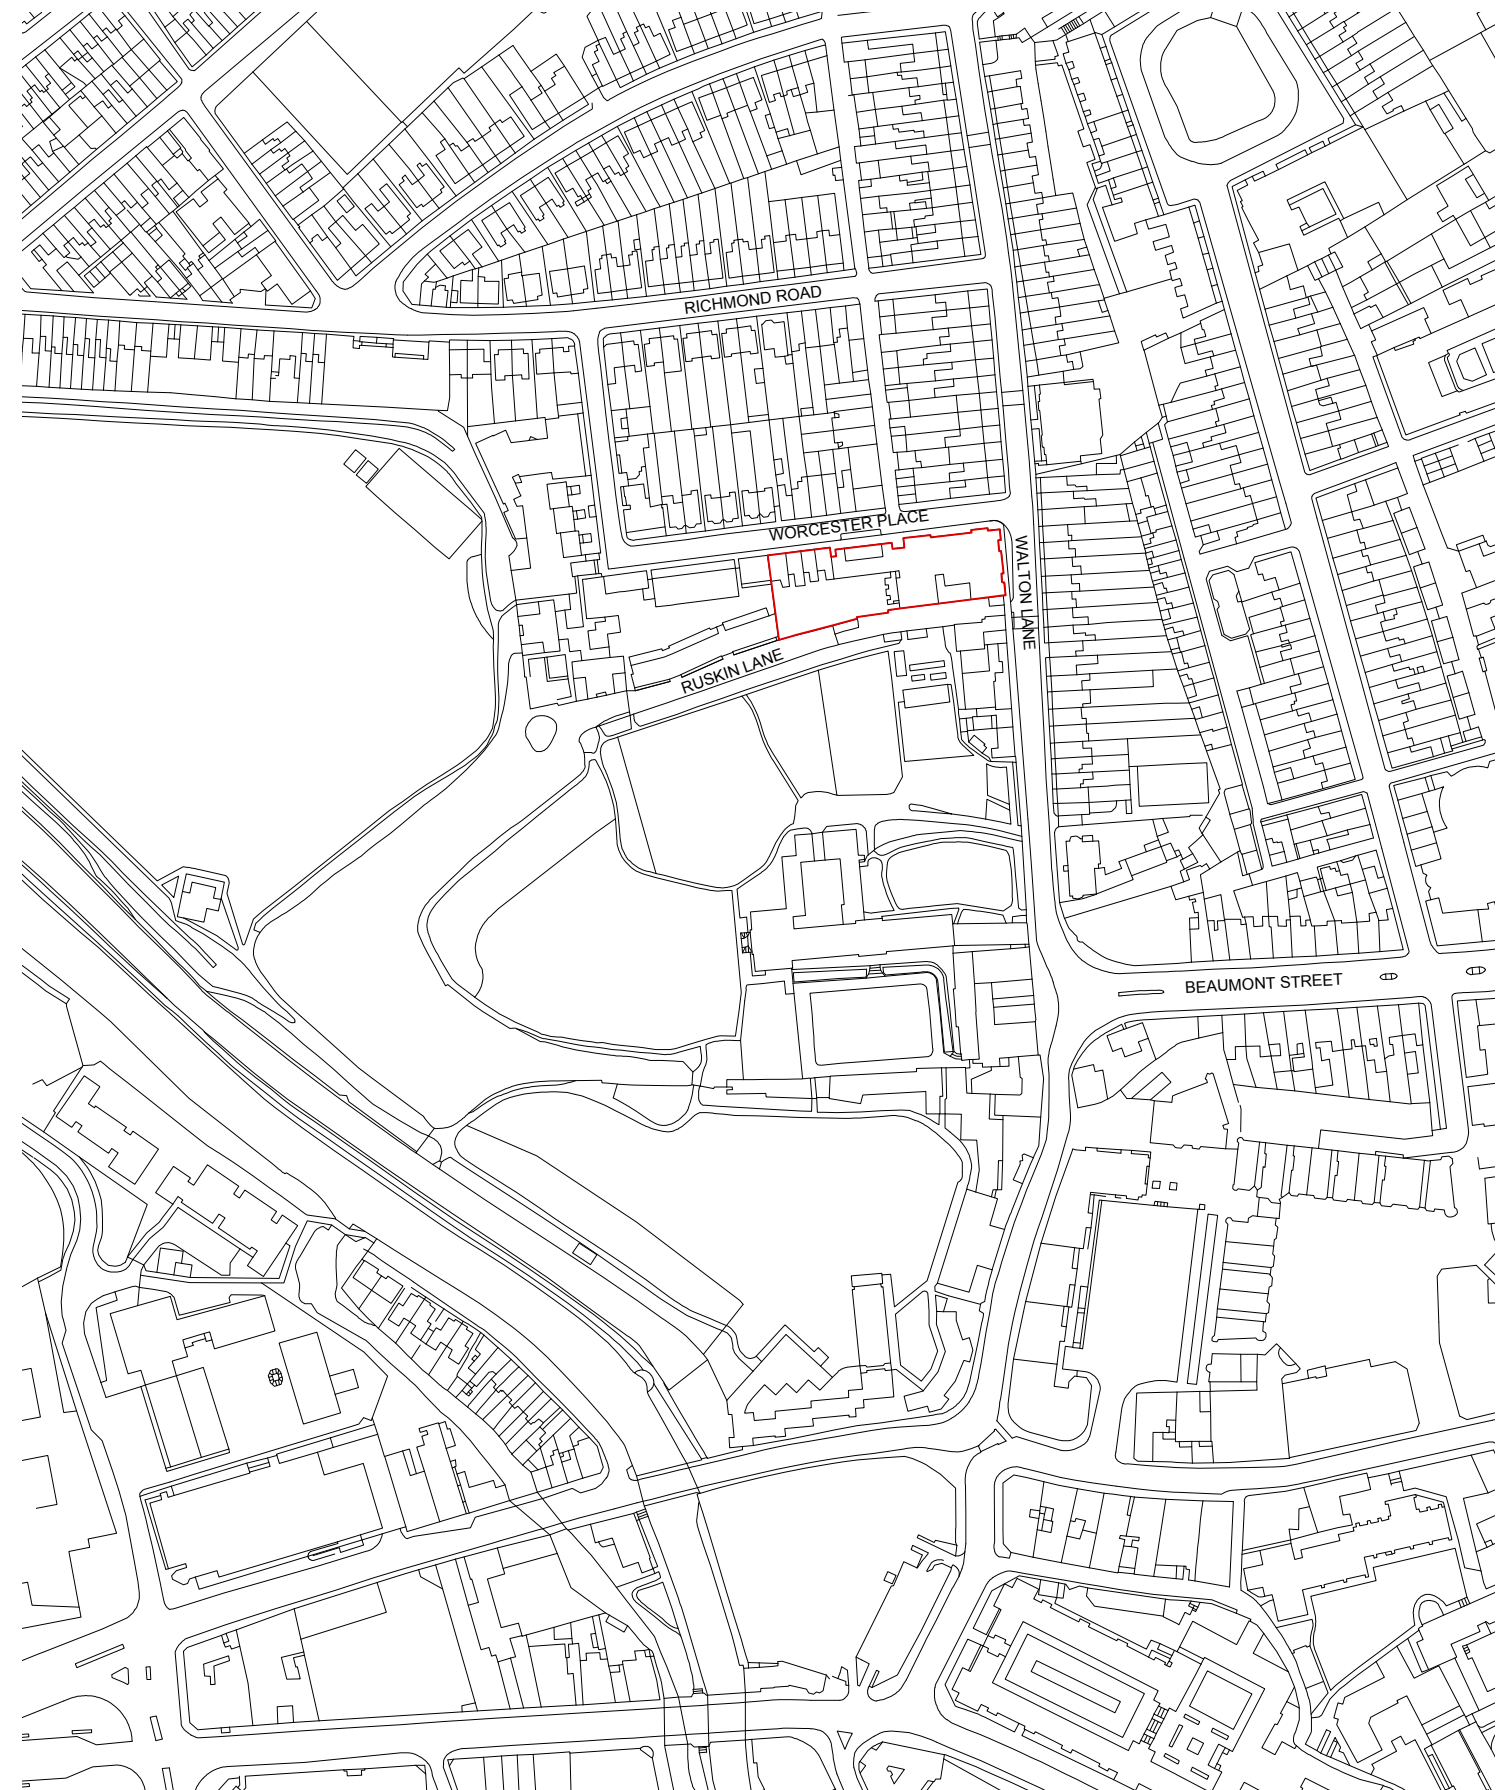 RICHMOND ROAD
WORCESTER PLACE
WALTON LANE
RUSKIN LANE
BEAUMONT STREET